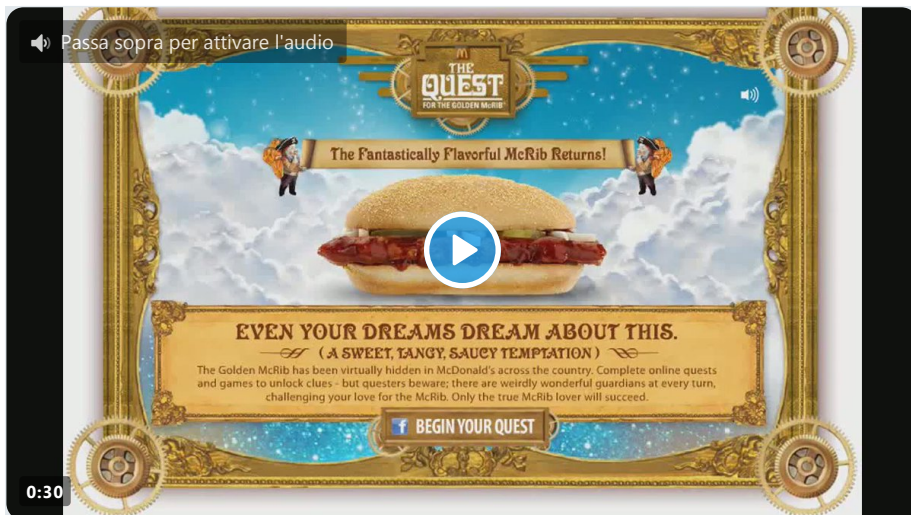 Passa sopra per attivare l'audio
THE
QUEST
FOR THE GOLDEN McRIB
The Fantastically Flavorful McRib Returns!
EVEN YOUR DREAMS DREAM ABOUT THIS.
( A SWEET, TANGY, SAUCY TEMPTATION )
The Golden McRib has been virtually hidden in McDonald's across the country. Complete online quests
and games to unlock clues - but questers beware; there are weirdly wonderful guardians at every turn,
challenging your love for the McRib. Only the true McRib lover will succeed.
f BEGIN YOUR QUEST
0:30